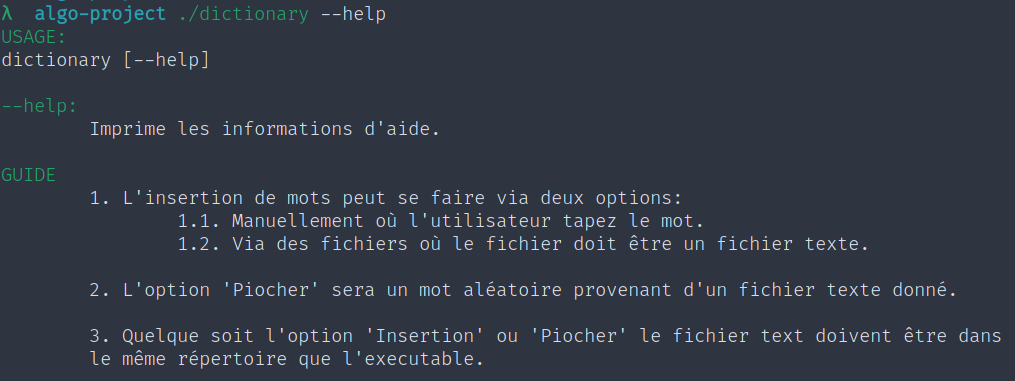 λ algo-project ./dictionary --help
USAGE:
dictionary [--help]
--help:
Imprime les informations d'aide.
GUIDE
1. L'insertion de mots peut se faire via deux options:
1.1. Manuellement où l'utilisateur tapez le mot.
1.2. Via des fichiers où le fichier doit être un fichier texte.
2. L'option 'Piocher' sera un mot aléatoire provenant d'un fichier texte donné.
3. Quelque soit l'option 'Insertion' ou 'Piocher' le fichier text doivent être dans
le même répertoire que l'executable.